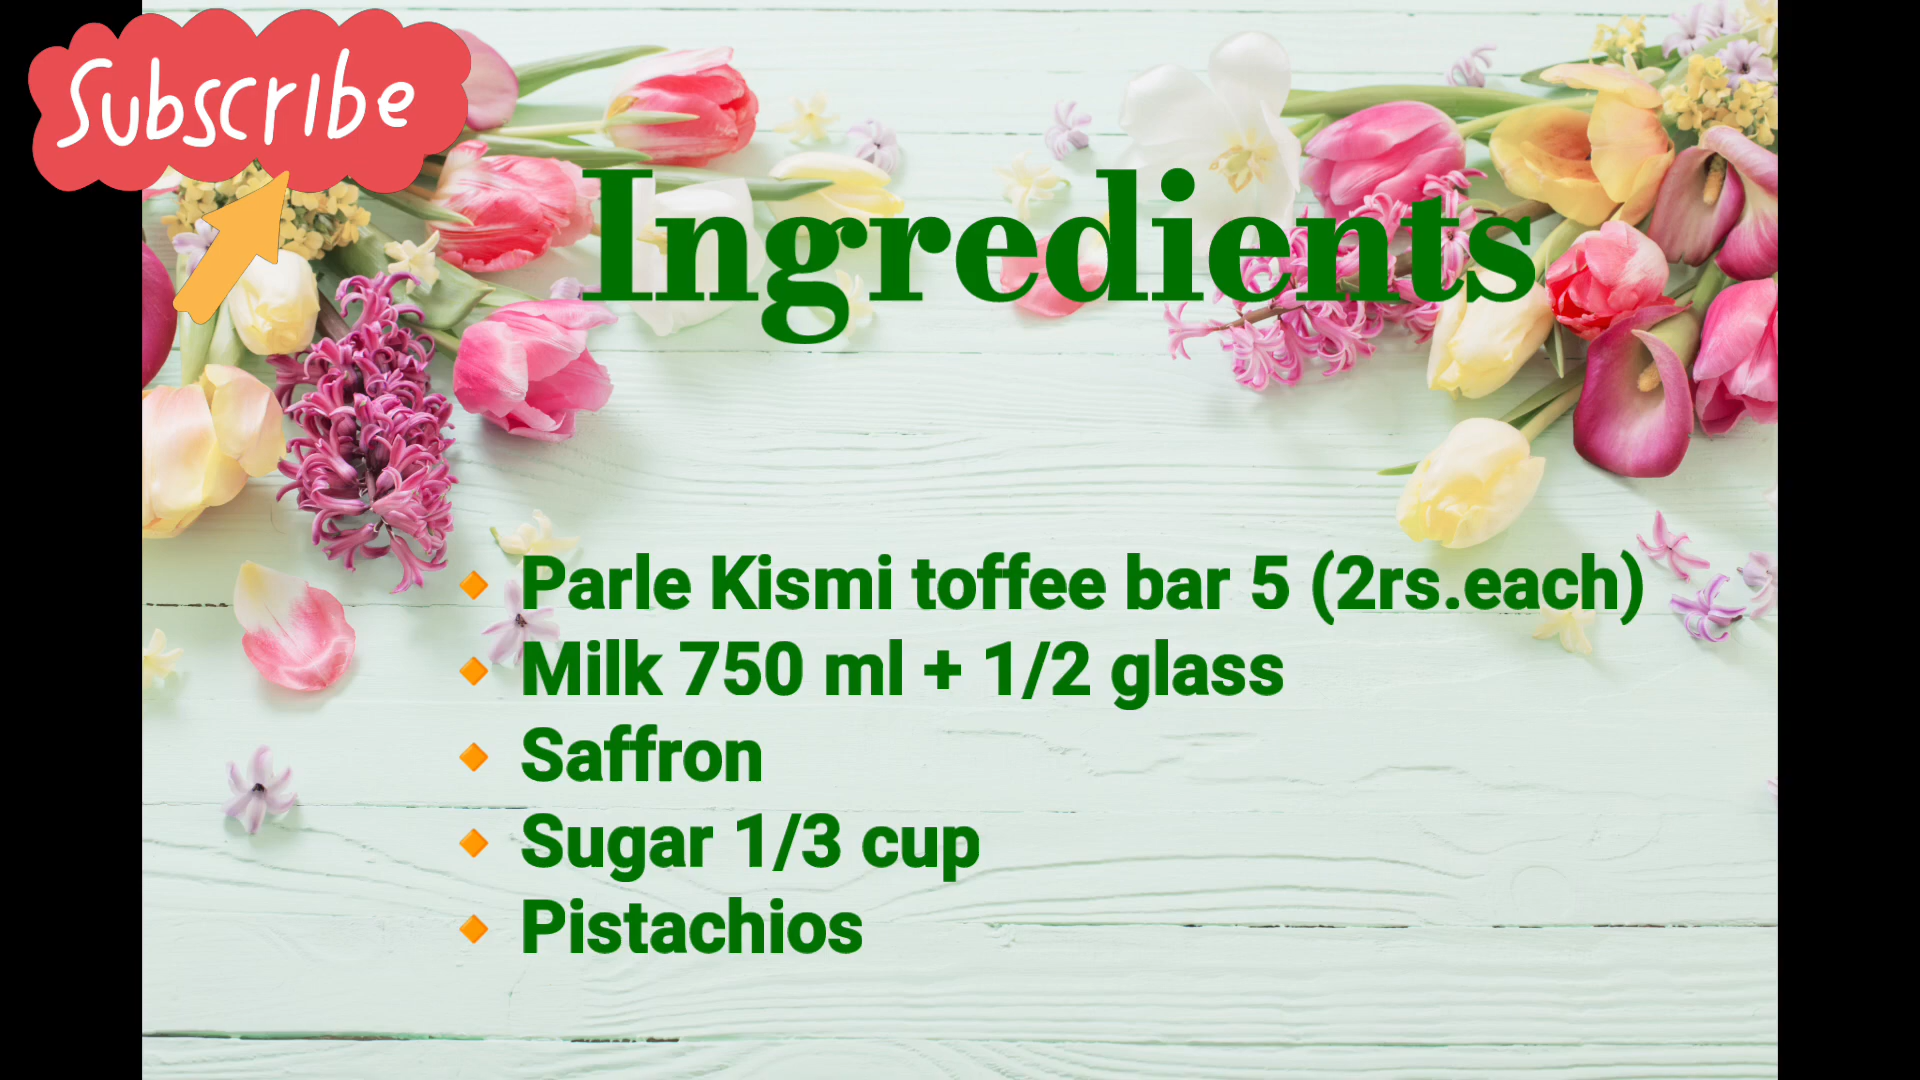 Subscribe
Ingredients
🔸 Parle Kismi toffee bar 5 (2rs.each)
🔸 Milk 750 ml + 1/2 glass
🔸 Saffron
🔸 Sugar 1/3 cup
🔸 Pistachios